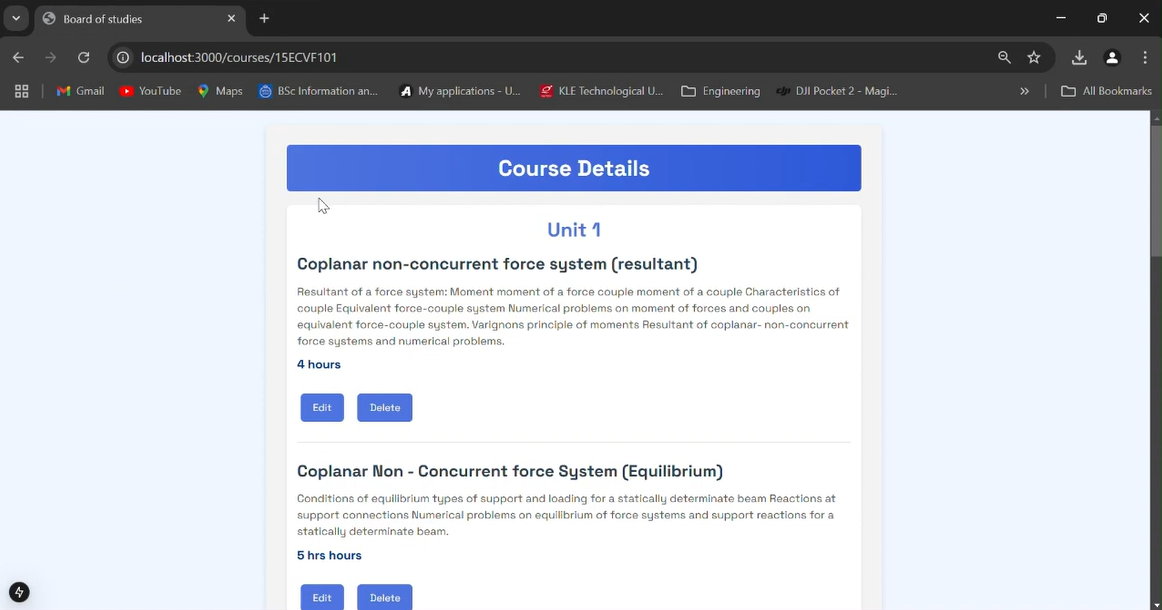 Board of studies
localhost:3000/courses/15ECVF101
Gmail
YouTube
Maps
BSc Information an...
My applications - U...
KLE Technological U...
Engineering
DJI Pocket 2 - Magi...
»
All Bookmarks
Course Details
Unit 1
Coplanar non-concurrent force system (resultant)
Resultant of a force system: Moment moment of a force couple moment of a couple Characteristics of
couple Equivalent force-couple system Numerical problems on moment of forces and couples on
equivalent force-couple system. Varignons principle of moments Resultant of coplanar- non-concurrent
force systems and numerical problems.
4 hours
Edit
Delete
Coplanar Non - Concurrent force System (Equilibrium)
Conditions of equilibrium types of support and loading for a statically determinate beam Reactions at
support connections Numerical problems on equilibrium of force systems and support reactions for a
statically determinate beam.
5 hrs hours
Edit
Delete